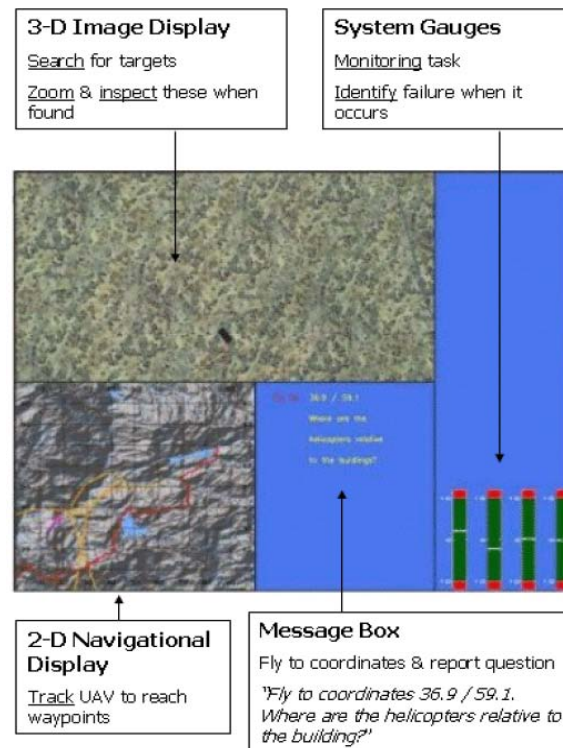 3-D Image Display
Search for targets
Zoom & inspect these when
found
System Gauges
Monitoring task
Identify failure when it
occurs
36.9 / 59.1
Where are the
helicopters relative
to the buildings?
2-D Navigational
Display
Track UAV to reach
waypoints
Message Box
Fly to coordinates & report question
"Fly to coordinates 36.9 / 59.1.
Where are the helicopters relative to
the building?"